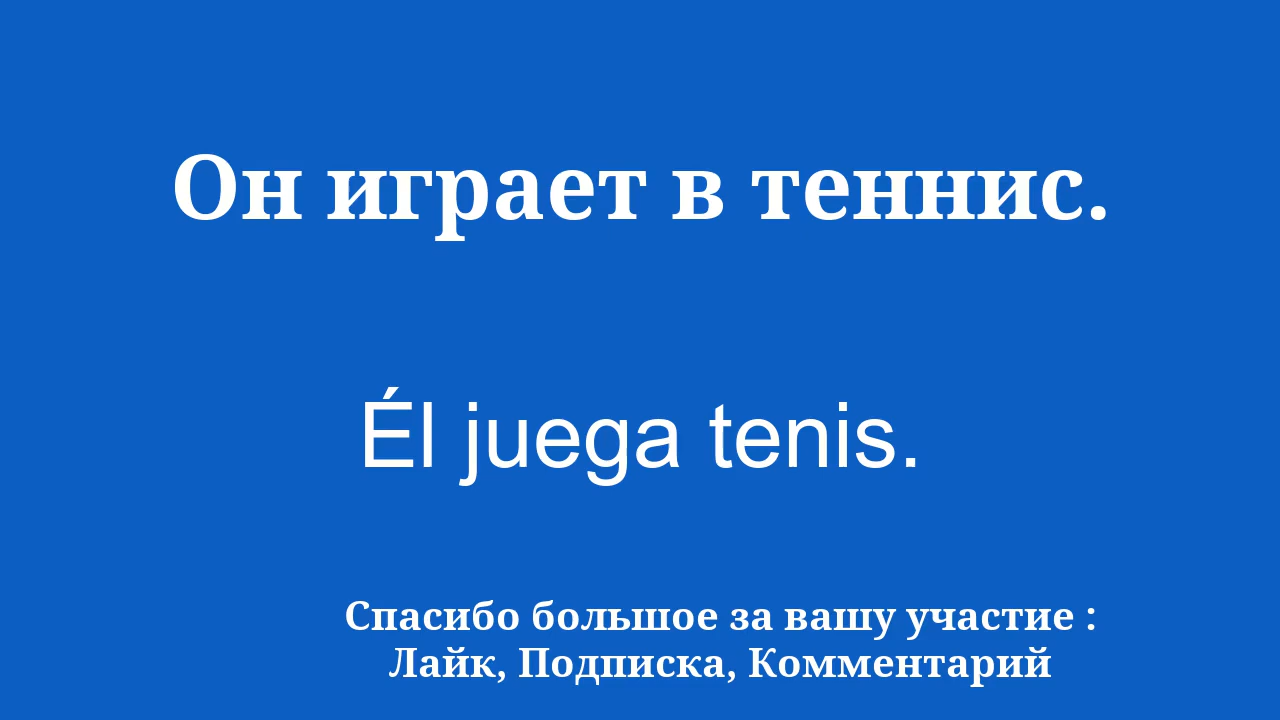 Он играет в теннис.
Él juega tenis.
Спасибо большое за вашу участие :
Лайк, Подписка, Комментарий